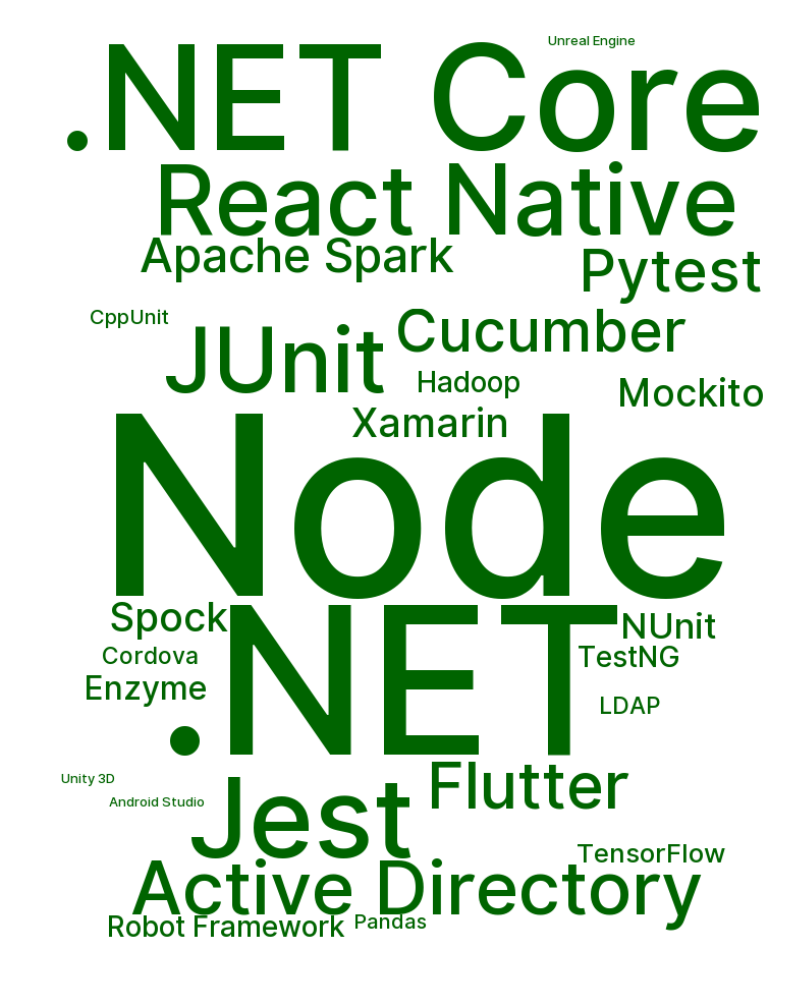 Unreal Engine
.NET Core
React Native
Apache Spark
Pytest
CppUnit
JUnit
Cucumber
Hadoop
Mockito
Xamarin
Node
Spock
.NET
NUnit
Cordova
TestNG
Enzyme
LDAP
Unity 3D
Flutter
Android Studio
Jest
TensorFlow
Active Directory
Robot Framework
Pandas